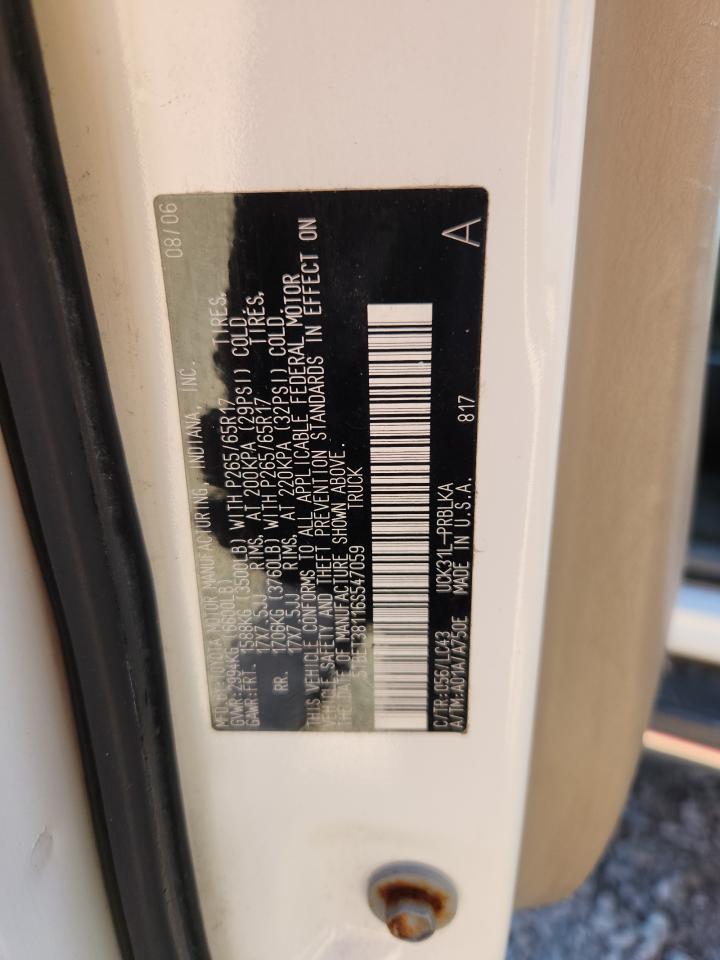 MFD.BY:TOYOTA MOTOR MANUFACTURING, INDIANA, INC. 08/06
GVWR:2994KG (6600LB)
GAWR:FRT. 1588KG (3500LB) WITH P265/65R17 TIRES.
17X7.5JJ RIMS. AT 200KPA (29PSI) COLD.
RR. 1706KG (3760LB) WITH P265/65R17 TIRES.
17X7.5JJ RIMS. AT 220KPA (32PSI) COLD.
THIS VEHICLE CONFORMS TO ALL APPLICABLE FEDERAL MOTOR
VEHICLE SAFETY AND THEFT PREVENTION STANDARDS IN EFFECT ON
THE DATE OF MANUFACTURE SHOWN ABOVE.
5TBET38116S547059 TRUCK
C/TR:056/LC43 UCK31L-PRBLKA 817 A
A/TM:A01A/A750E MADE IN U.S.A.